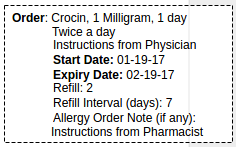 Order: Crocin, 1 Milligram, 1 day
Twice a day
Instructions from Physician
Start Date: 01-19-17
Expiry Date: 02-19-17
Refill: 2
Refill Interval (days): 7
Allergy Order Note (if any):
Instructions from Pharmacist